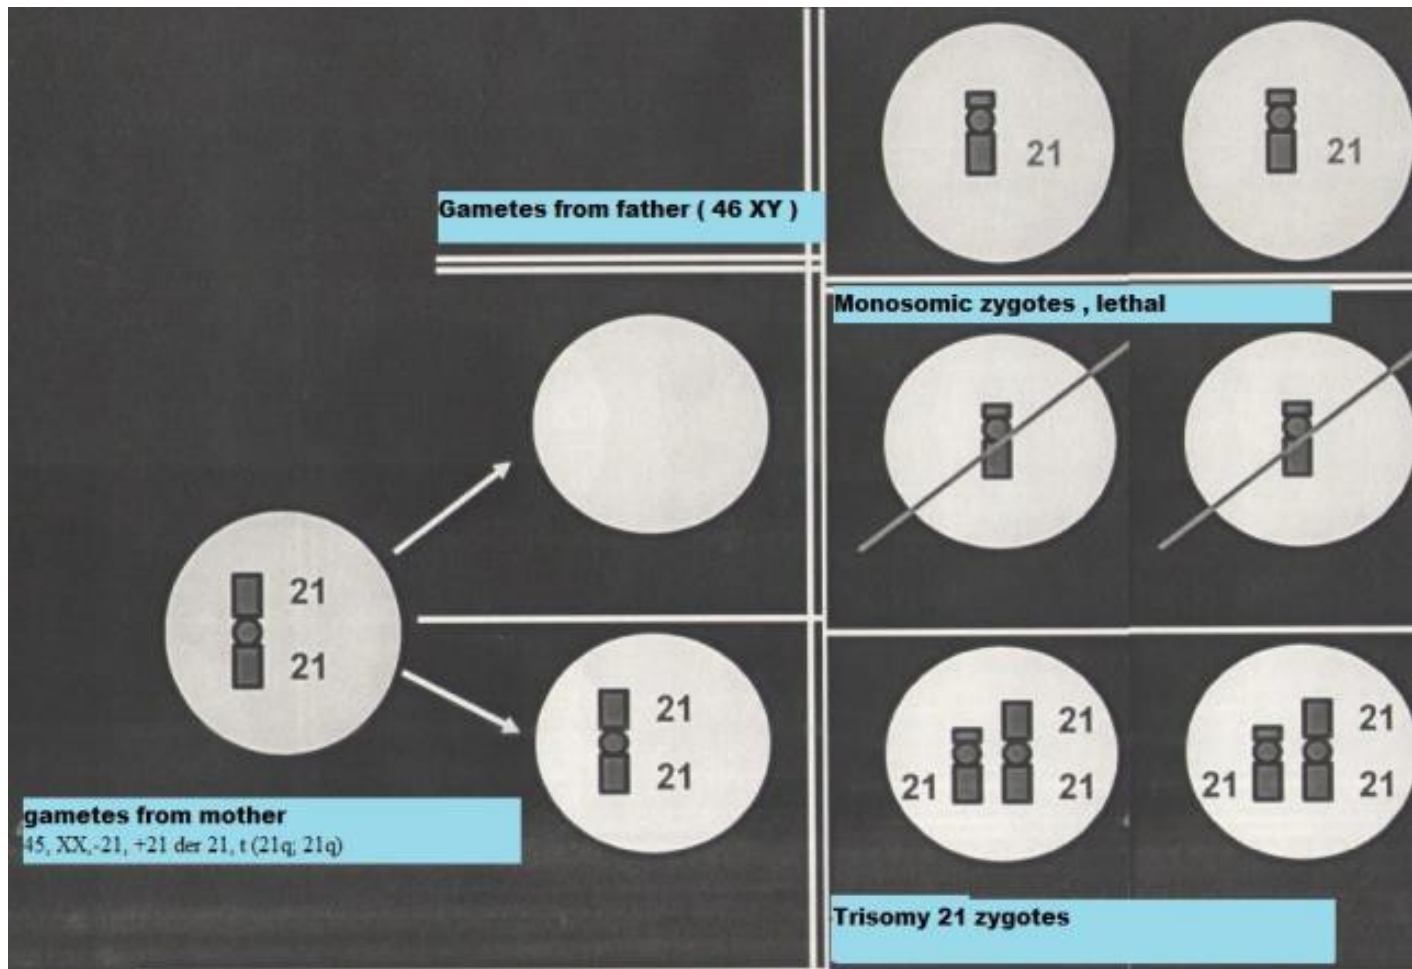 21
21
Gametes from father ( 46 XY )
Monosomic zygotes , lethal
21
21
21
21
21
21
21
21
21
21
gametes from mother
45, XX,-21, +21 der 21, t (21q; 21q)
Trisomy 21 zygotes